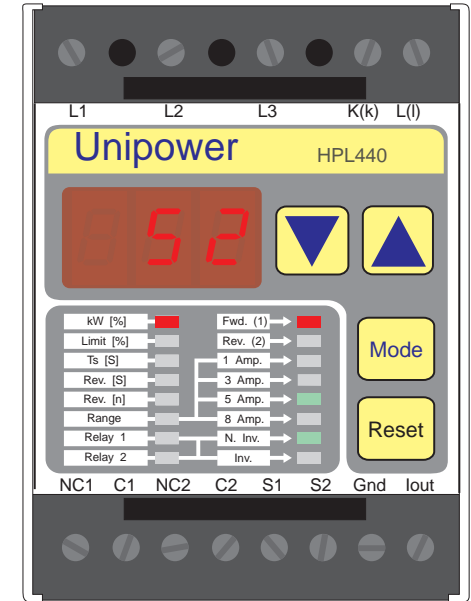 L1 L2 L3 K(k) L(l)
Unipower HPL440
52
kW [%] Fwd. (1)
Limit [%] Rev. (2)
Ts [S] 1 Amp.
Rev. [S] 3 Amp.
Rev. [n] 5 Amp.
Range 8 Amp.
Relay 1 N. Inv.
Relay 2 Inv.
Mode
Reset
NC1 C1 NC2 C2 S1 S2 Gnd Iout